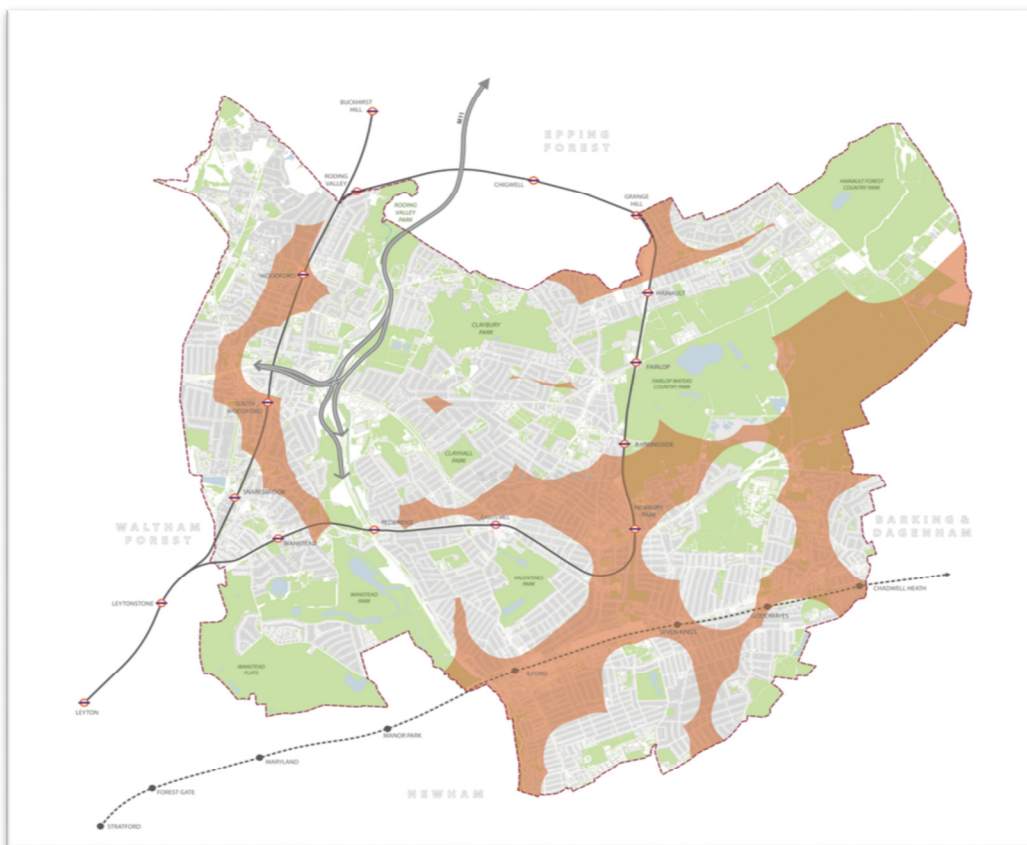 BUCKHIRST
HILL
M11
EPPING
FOREST
RODING
VALLEY
CHIGWELL
HAINAULT FOREST
COUNTRY PARK
GRANGE
HILL
RODING
VALLEY
PARK
WOODFORD
HAINAULT
CLAYBURY
PARK
FAIRLOP
FAIRLOP WATERS
COUNTRY PARK
SOUTH
WOODFORD
BARKINGSIDE
CLAYHALL
PARK
SNARESBROOK
NEWBURY
PARK
WALTHAM
FOREST
REDBRIDGE
GANTS HILL
BARKING &
DAGENNAM
WANSTEAD
VALENTINES
PARK
CHADWELL HEATH
WANSTEAD
PARK
LEYTONSTONE
GOODMAYES
SEVEN KINGS
WANSTEAD
FLATS
ILFORD
LEYTON
MANOR PARK
MARYLAND
FOREST GATE
NEWHAM
STRATFORD